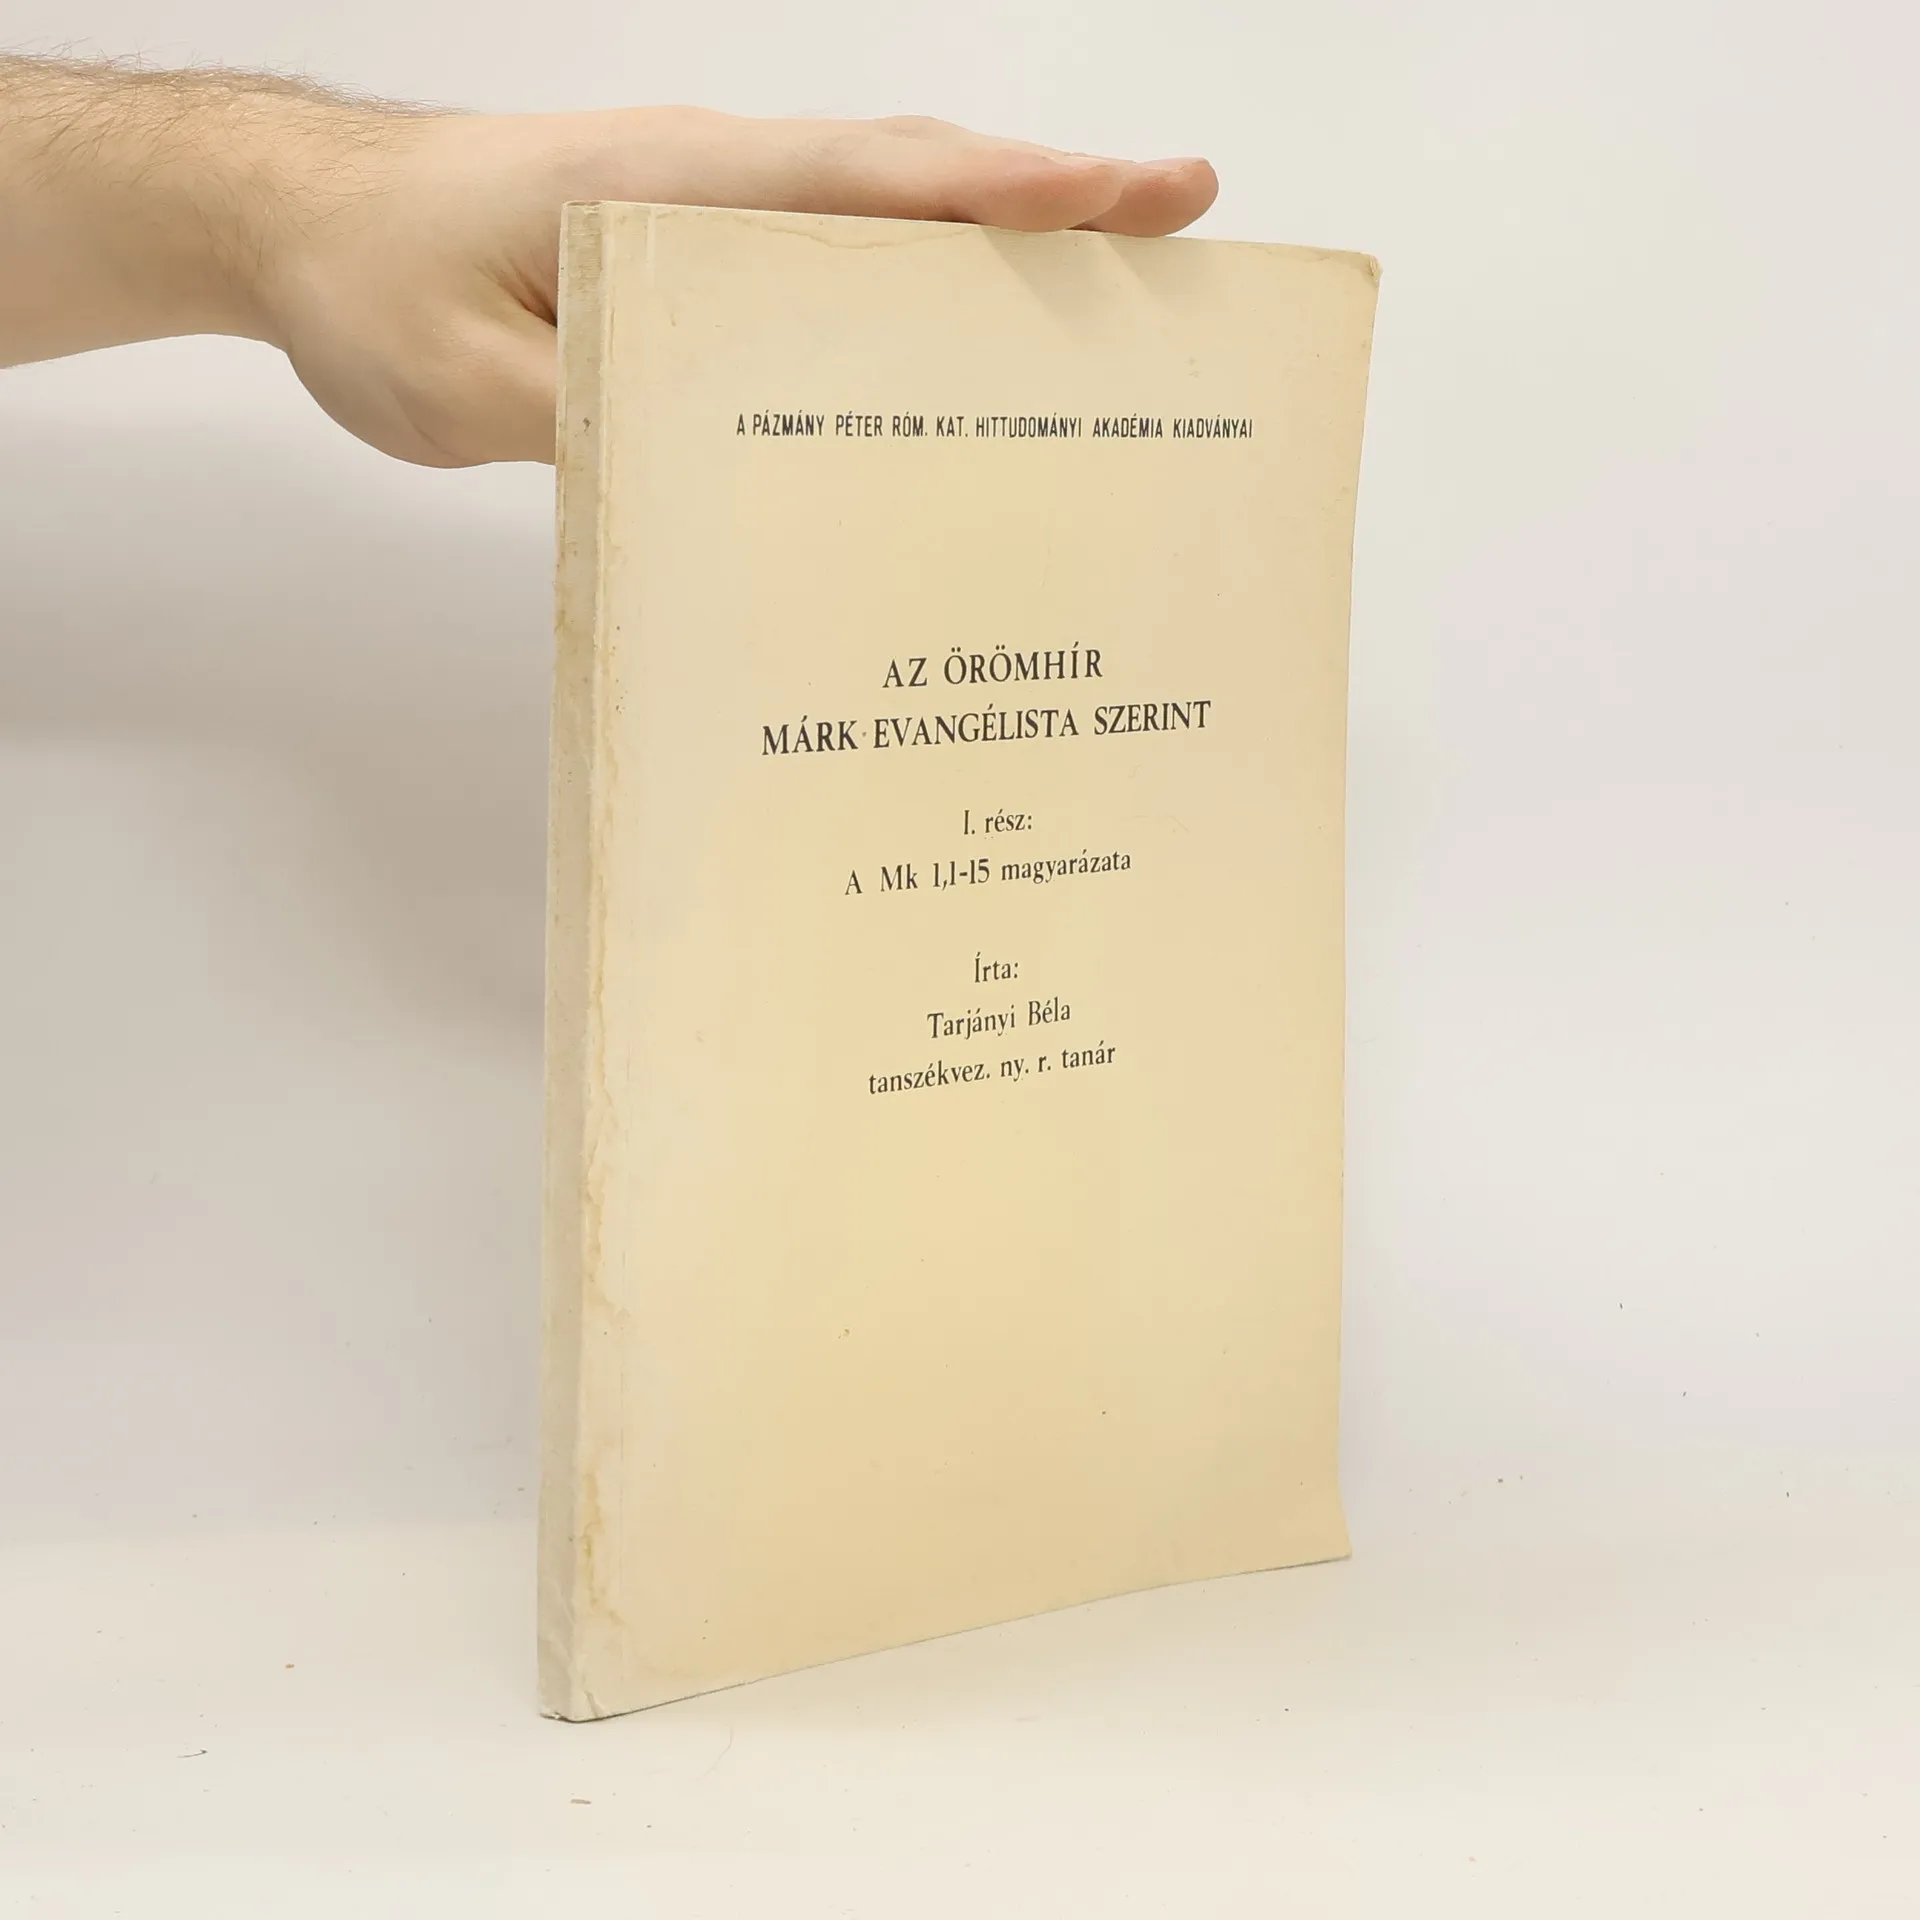 A PÁZMÁNY PÉTER RÓM. KAT. HITTUDOMÁNYI AKADÉMIA KIADVÁNYAI
AZ ÖRÖMHÍR
MÁRK EVANGÉLISTA SZERINT
I. rész:
A Mk 1,1-15 magyarázata
Írta:
Tarjányi Béla
tanszékvez. ny. r. tanár